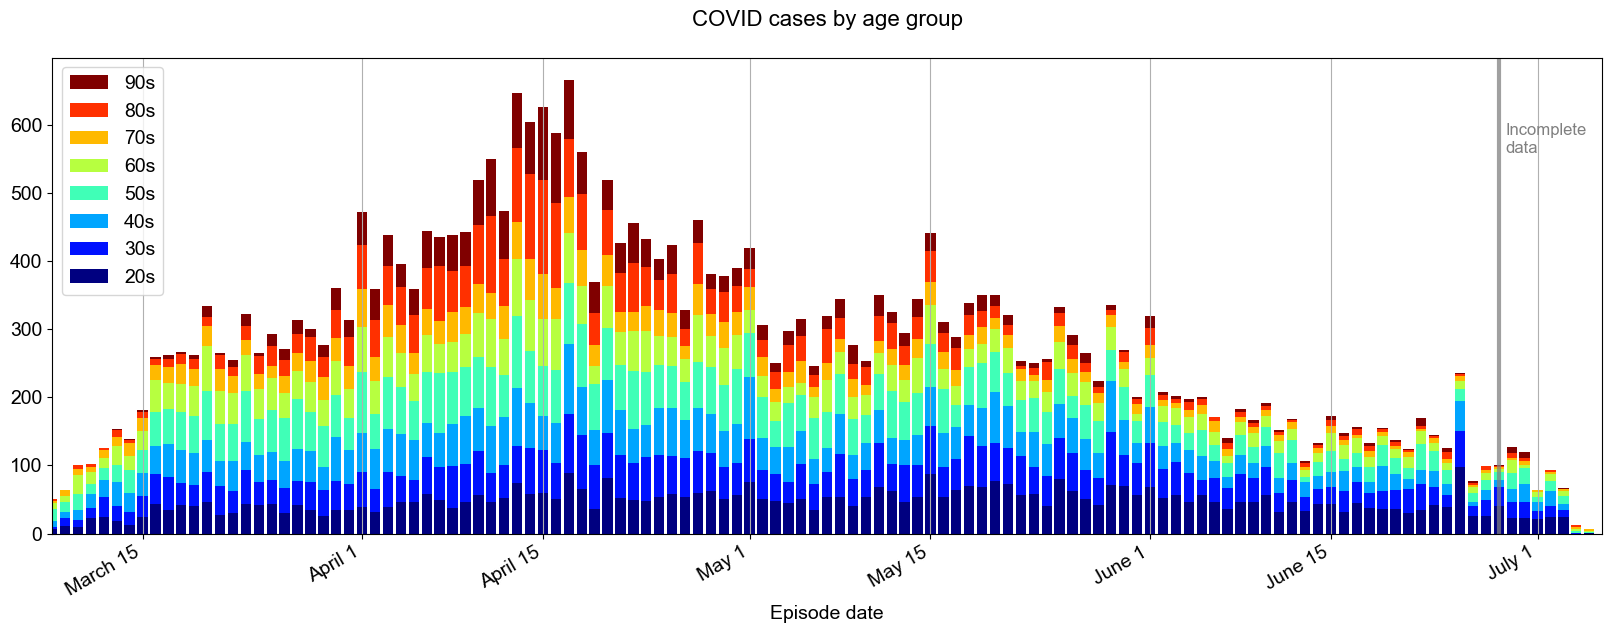 COVID cases by age group
90s
80s
70s
60s
50s
40s
30s
20s
Incomplete
data
600
500
400
300
200
100
0
March 15
April 1
April 15
May 1
May 15
June 1
June 15
July 1
Episode date